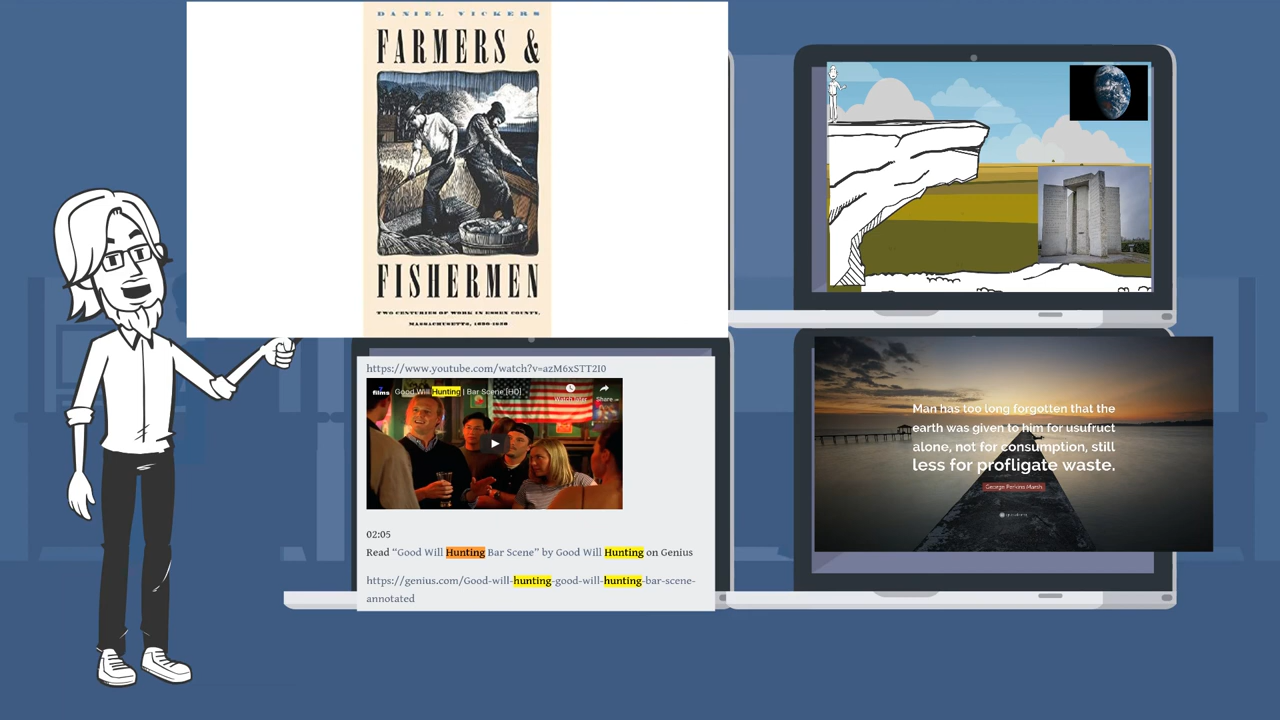 DANIEL VICKERS
FARMERS &
FISHERMEN
TWO CENTURIES OF WORK IN ESSEX COUNTY,
MASSACHUSETTS, 1630-1850
https://www.youtube.com/watch?v=azM6xSTT2I0
films
Good Will Hunting | Bar Scene [HD]
Watch later
Share
02:05
Read “Good Will Hunting Bar Scene” by Good Will Hunting on Genius
https://genius.com/Good-will-hunting-good-will-hunting-bar-scene-
annotated
Man has too long forgotten that the
earth was given to him for usufruct
alone, not for consumption, still
less for profligate waste.
George Perkins Marsh